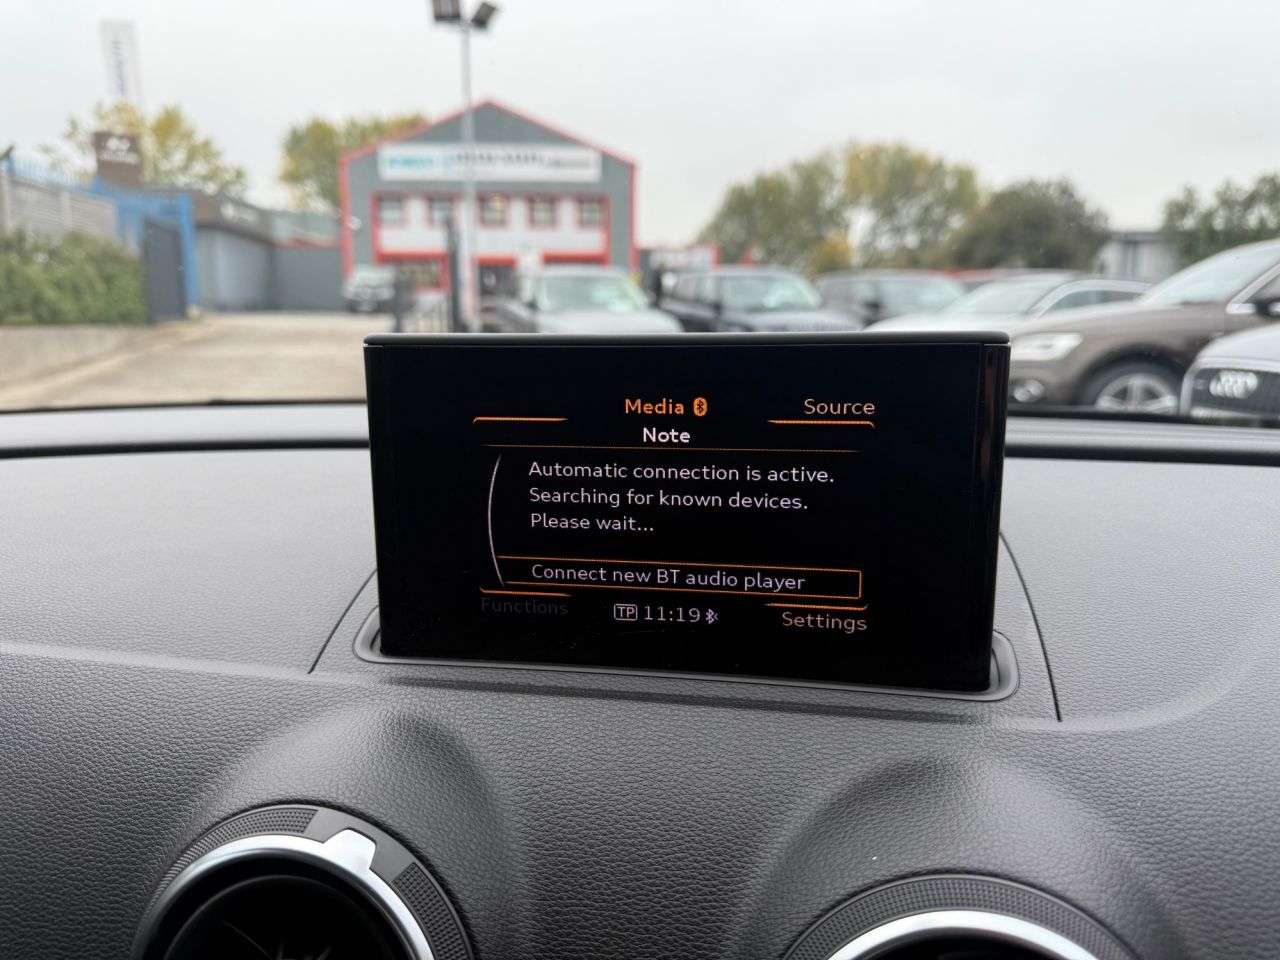 Media
Source
Note
Automatic connection is active.
Searching for known devices.
Please wait...
Connect new BT audio player
Functions
TP 11:19
Settings